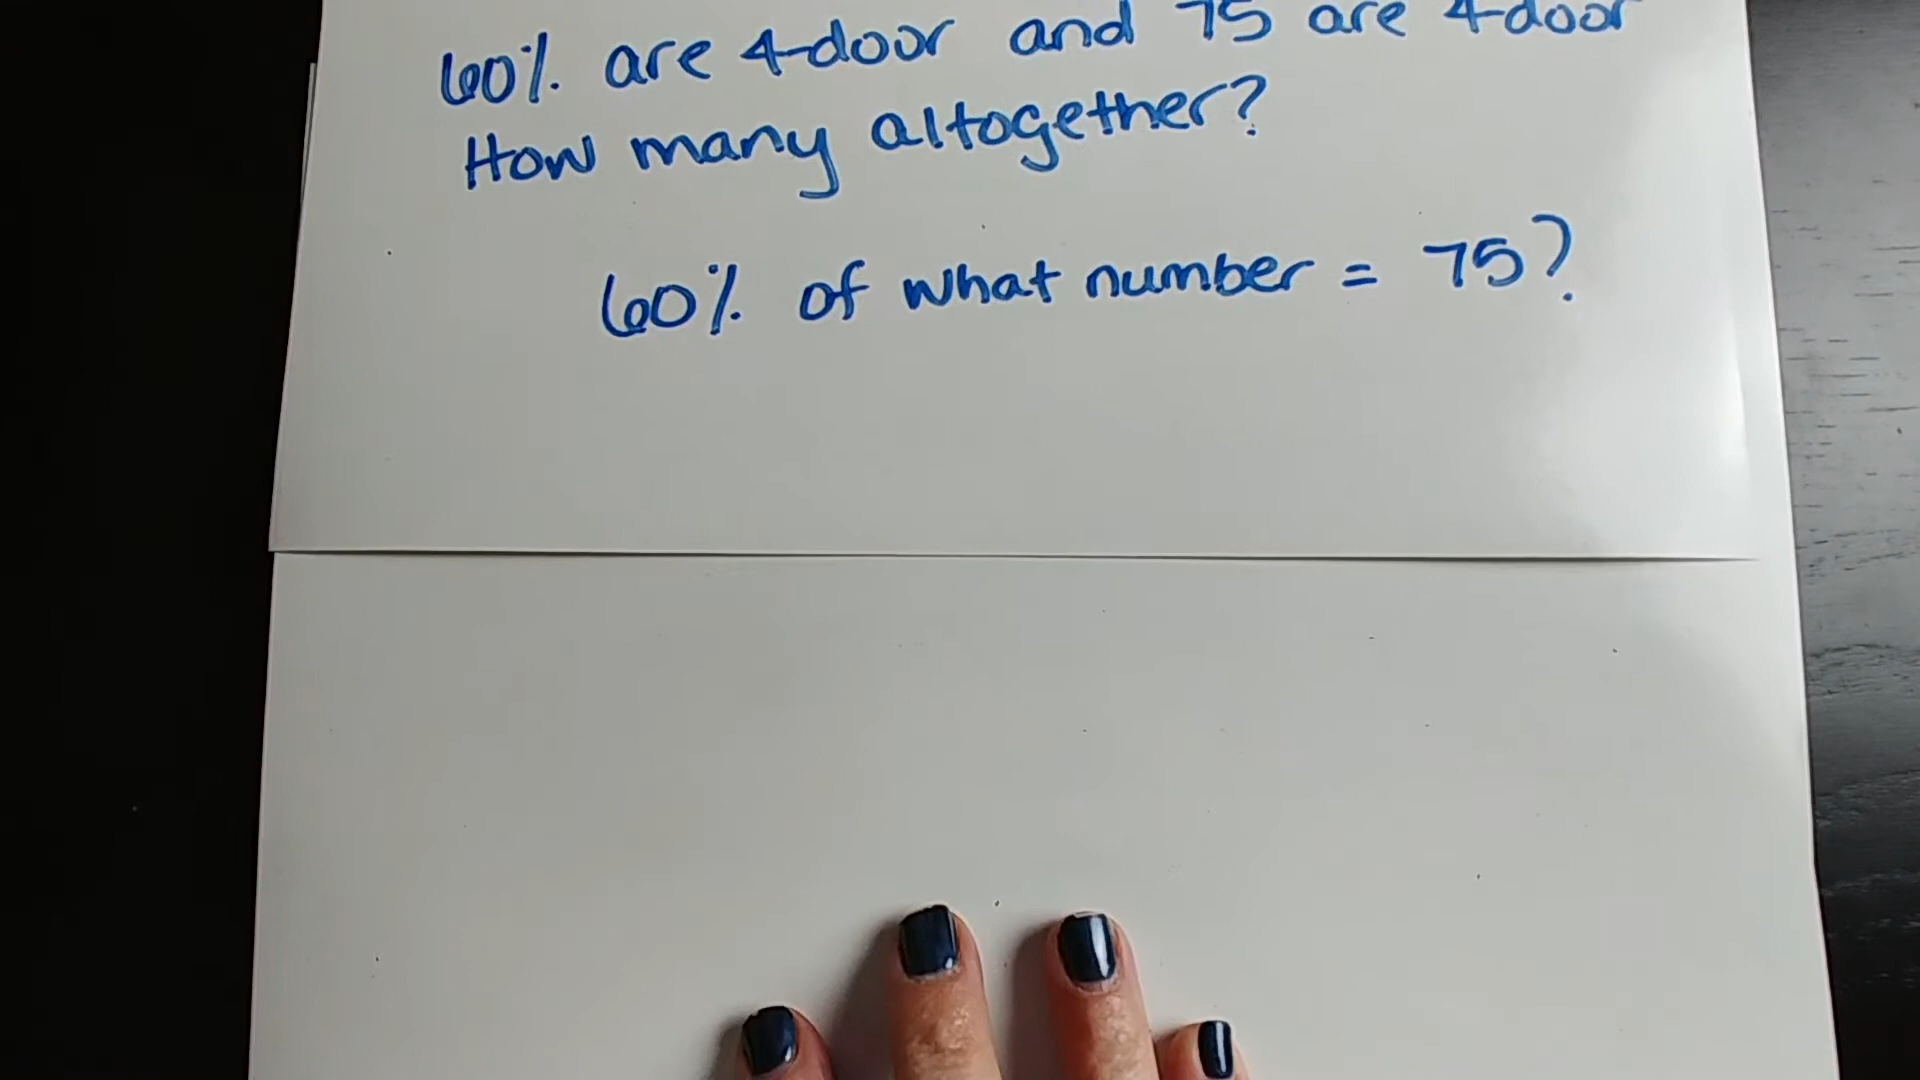 60% are 4-door and 75 are 4-door
How many altogether?
60% of what number = 75?